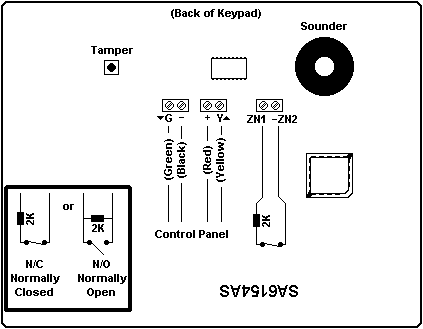 (Back of Keypad)
Sounder
Tamper
G − + Y ZN1 −ZN2
(Green)
(Black)
(Red)
(Yellow)
2K
Control Panel
or
2K
2K
N/C
Normally
Closed
N/O
Normally
Open
SA6154AS